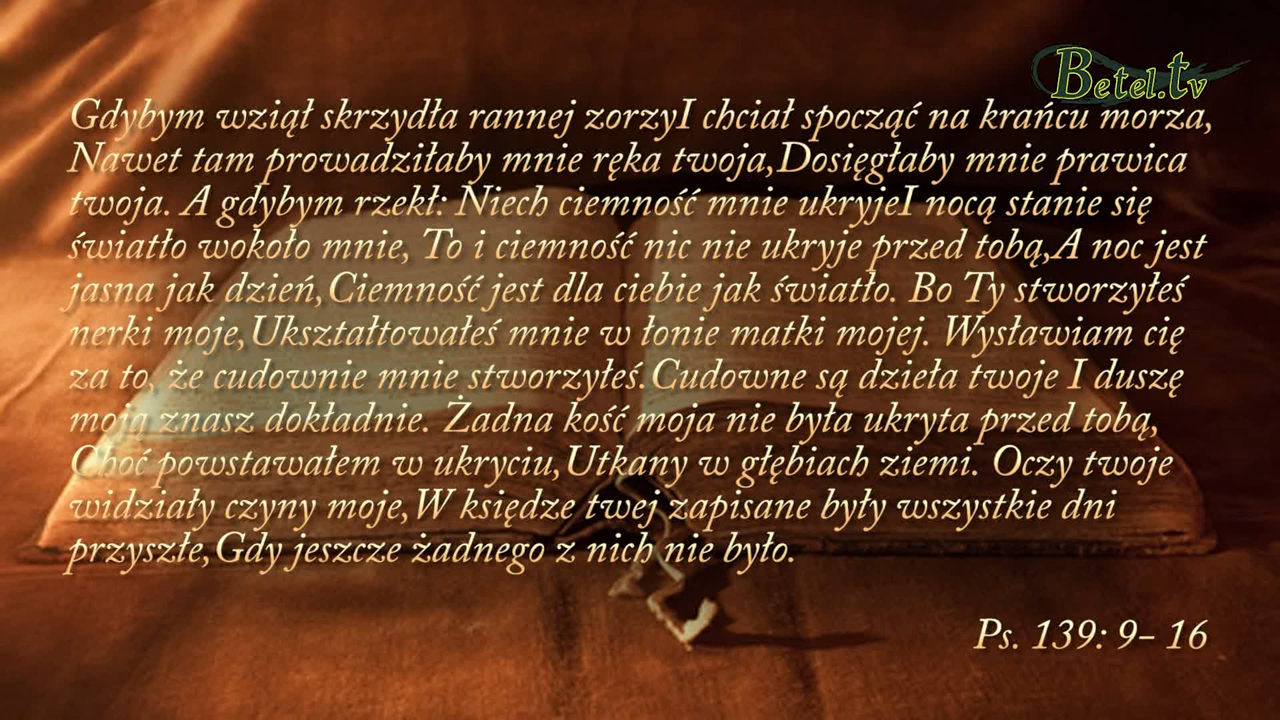 Betel.tv
Gdybym wziął skrzydła rannej zorzyI chciał spocząć na krańcu morza,
Nawet tam prowadziłaby mnie ręka twoja,Dosięgłaby mnie prawica
twoja. A gdybym rzekł: Niech ciemność mnie ukryjeI nocą stanie się
światło wokoło mnie, To i ciemność nic nie ukryje przed tobą,A noc jest
jasna jak dzień,Ciemność jest dla ciebie jak światło. Bo Ty stworzyłeś
nerki moje,Ukształtowałeś mnie w łonie matki mojej. Wysławiam cię
za to, że cudownie mnie stworzyłeś.Cudowne są dzieła twoje I duszę
moją znasz dokładnie. Żadna kość moja nie była ukryta przed tobą,
Choć powstawałem w ukryciu,Utkany w głębiach ziemi. Oczy twoje
widziały czyny moje,W księdze twej zapisane były wszystkie dni
przyszłe,Gdy jeszcze żadnego z nich nie było.
Ps. 139: 9– 16